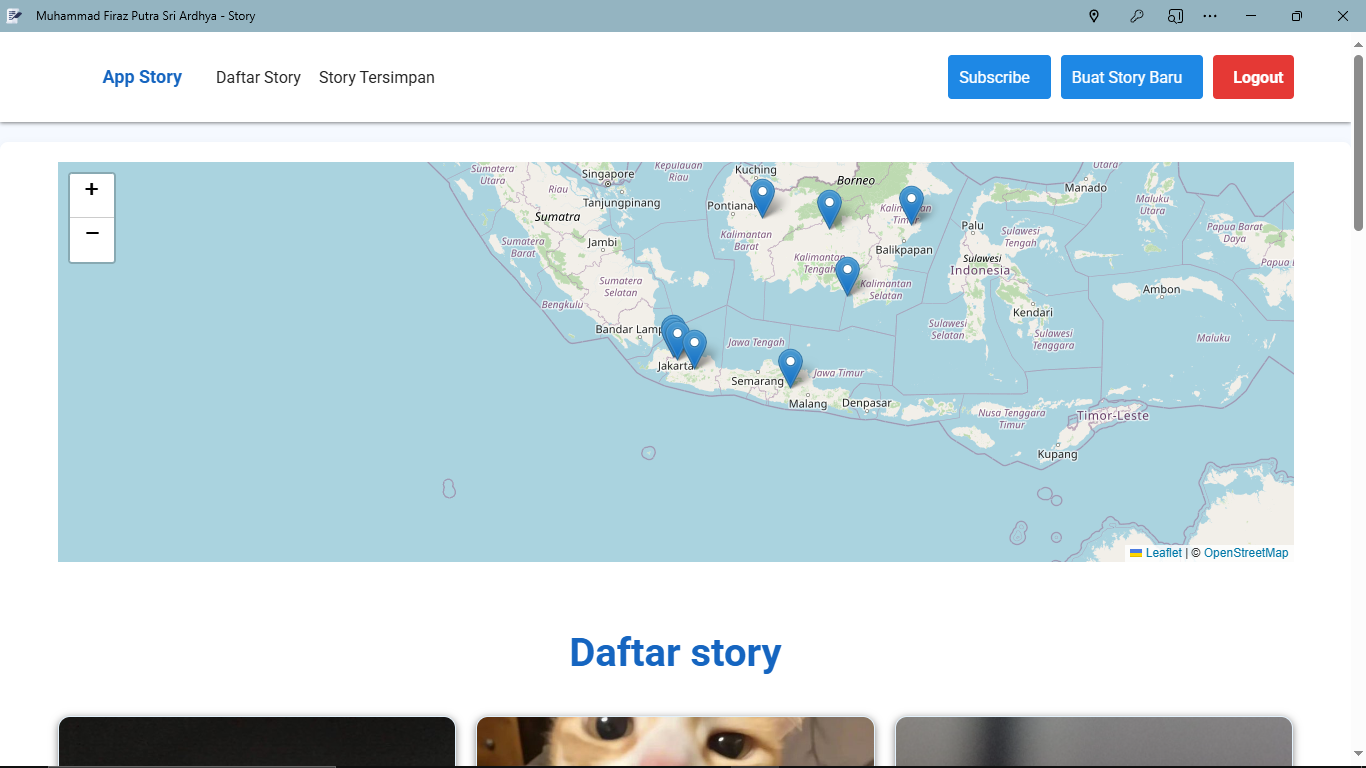 Muhammad Firaz Putra Sri Ardhya - Story
App Story
Daftar Story
Story Tersimpan
Subscribe
Buat Story Baru
Logout
+
−
Sumatera
Utara
Riau
Singapore
Kepulauan
Riau
Tanjungpinang
Sumatra
Sumatera
Barat
Jambi
Sumatera
Selatan
Bengkulu
Bandar Lamp
Kuching
Borneo
Pontianak
Kalimantan
Barat
Kalimantan
Timur
Balikpapan
Kalimantan
Tengah
Kalimantan
Selatan
Manado
Utara
Maluku
Utara
Palu
Sulawesi
Tengah
Sulawesi
Indonesia
Papua Barat
Daya
Papua
Ambon
Kendari
Sulawesi
Selatan
Sulawesi
Tenggara
Maluku
Jakarta
Jawa Tengah
Semarang
Jawa Timur
Malang
Denpasar
Nusa Tenggara
Timur
Timor-Leste
Kupang
Leaflet | © OpenStreetMap
Daftar story